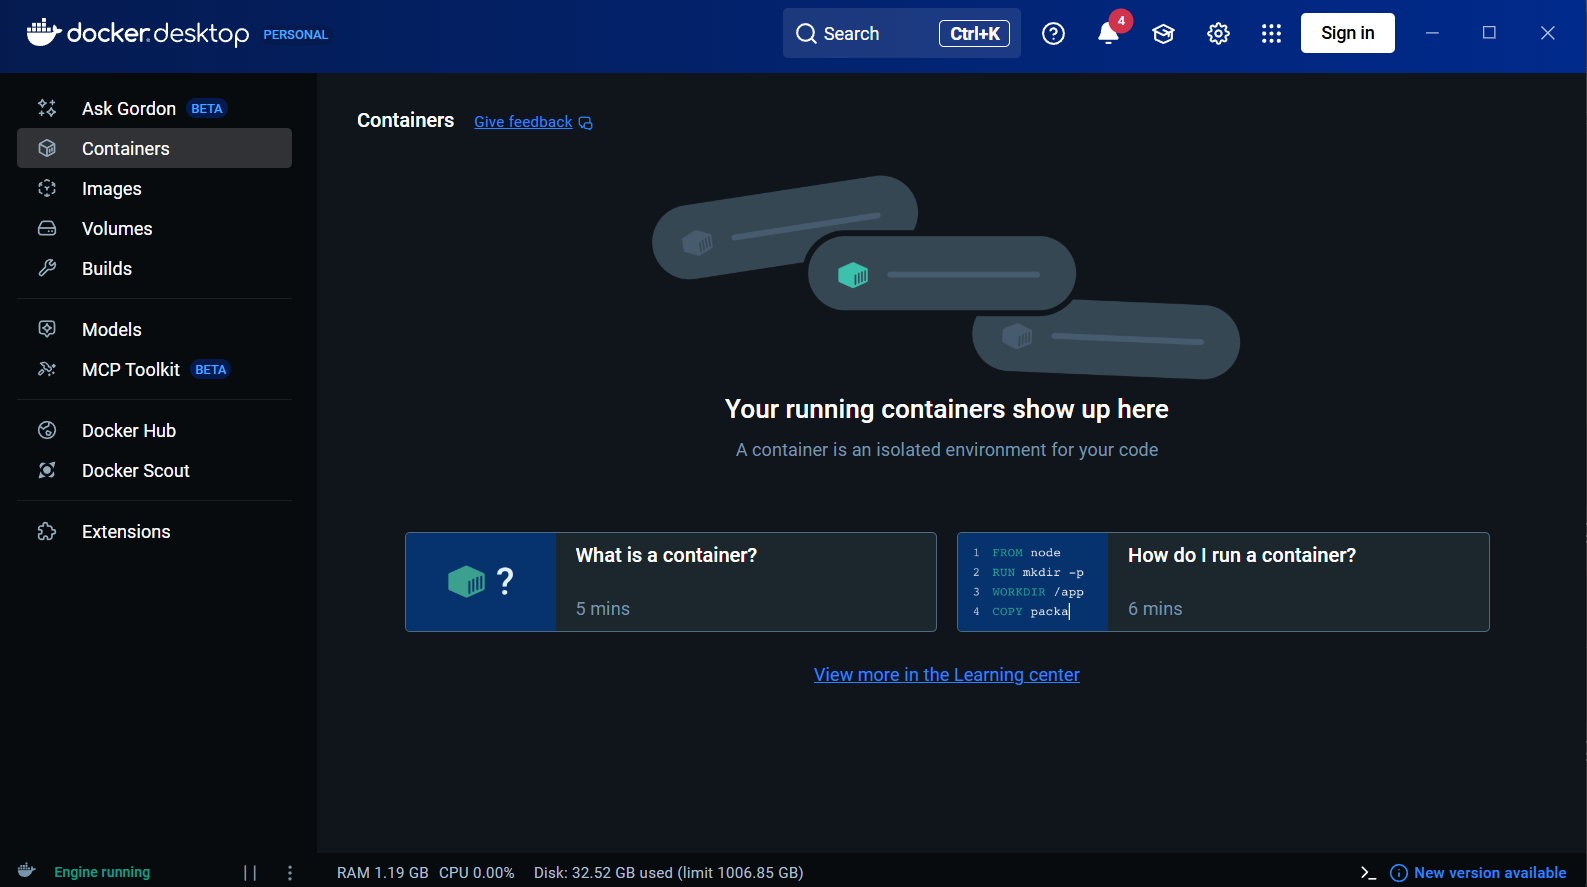 docker.desktop PERSONAL
Search Ctrl+K
4
Sign in
Ask Gordon BETA
Containers
Images
Volumes
Builds
Models
MCP Toolkit BETA
Docker Hub
Docker Scout
Extensions
Containers Give feedback
Your running containers show up here
A container is an isolated environment for your code
?
What is a container?
5 mins
1 FROM node
2 RUN mkdir -p
3 WORKDIR /app
4 COPY packa
How do I run a container?
6 mins
View more in the Learning center
Engine running
RAM 1.19 GB CPU 0.00% Disk: 32.52 GB used (limit 1006.85 GB)
New version available